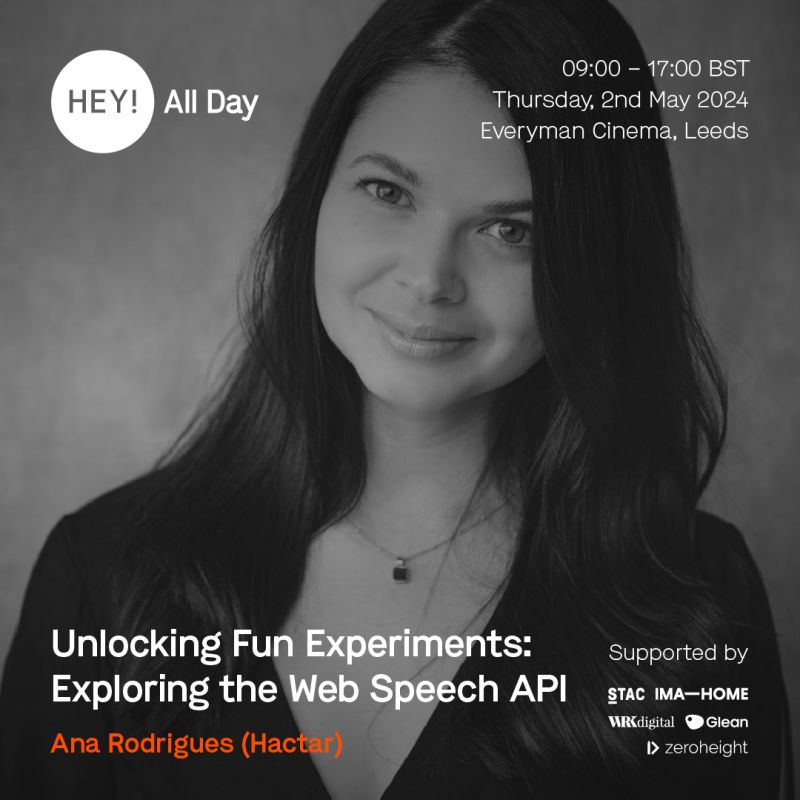 HEY! All Day
09:00 – 17:00 BST
Thursday, 2nd May 2024
Everyman Cinema, Leeds
Unlocking Fun Experiments:
Exploring the Web Speech API
Ana Rodrigues (Hactar)
Supported by
STAC IMA—HOME
WRKdigital Glean
zeroheight